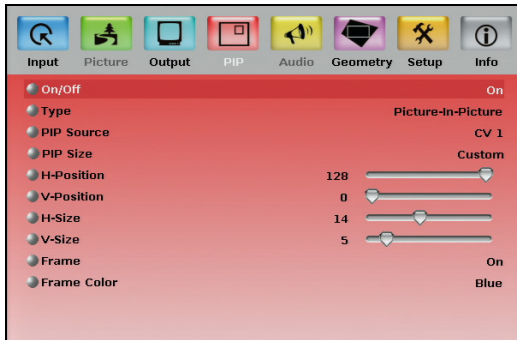 Input Picture Output PIP Audio Geometry Setup Info
On/Off On
Type Picture-In-Picture
PIP Source CV 1
PIP Size Custom
H-Position 128
V-Position 0
H-Size 14
V-Size 5
Frame On
Frame Color Blue